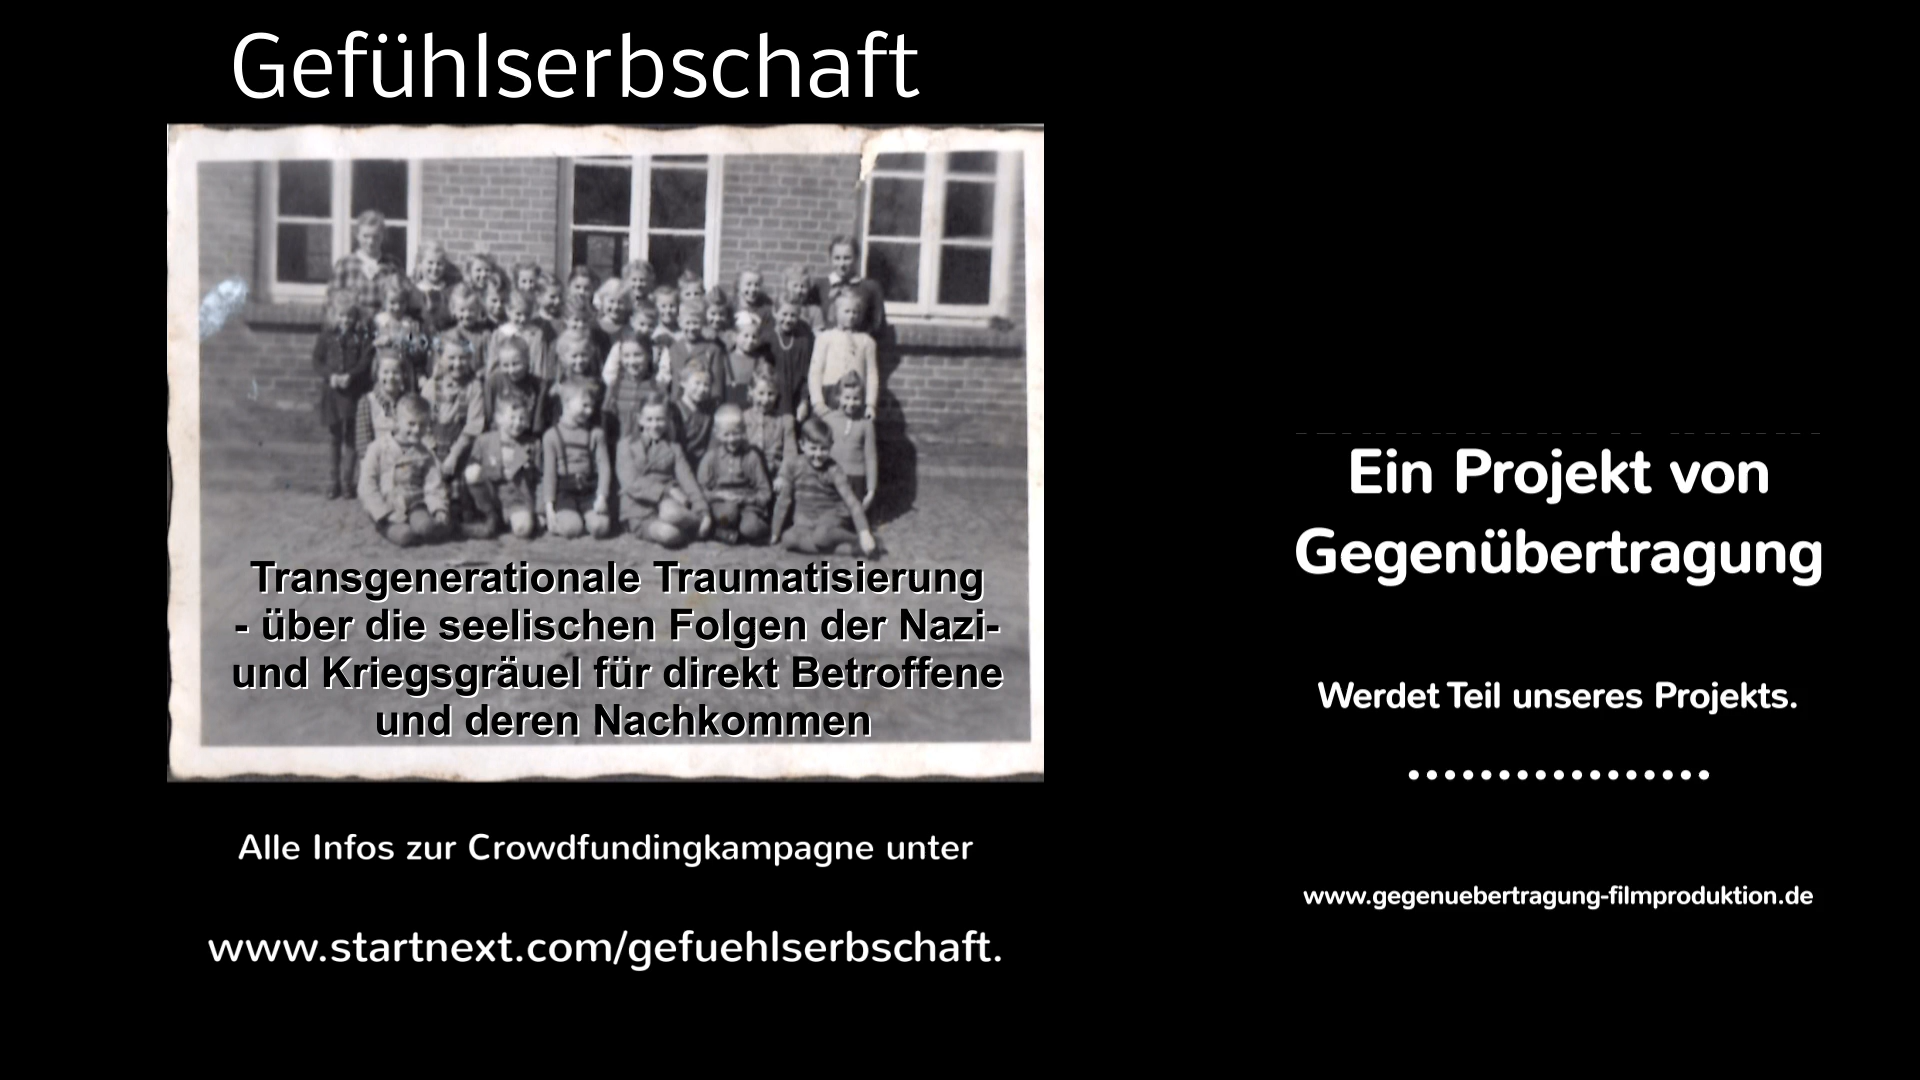 Gefühlserbschaft
Transgenerationale Traumatisierung
- über die seelischen Folgen der Nazi-
und Kriegsgräuel für direkt Betroffene
und deren Nachkommen
Alle Infos zur Crowdfundingkampagne unter
www.startnext.com/gefuehlserbschaft.
Ein Projekt von
Gegenübertragung
Werdet Teil unseres Projekts.
.................
www.gegenuebertragung-filmproduktion.de